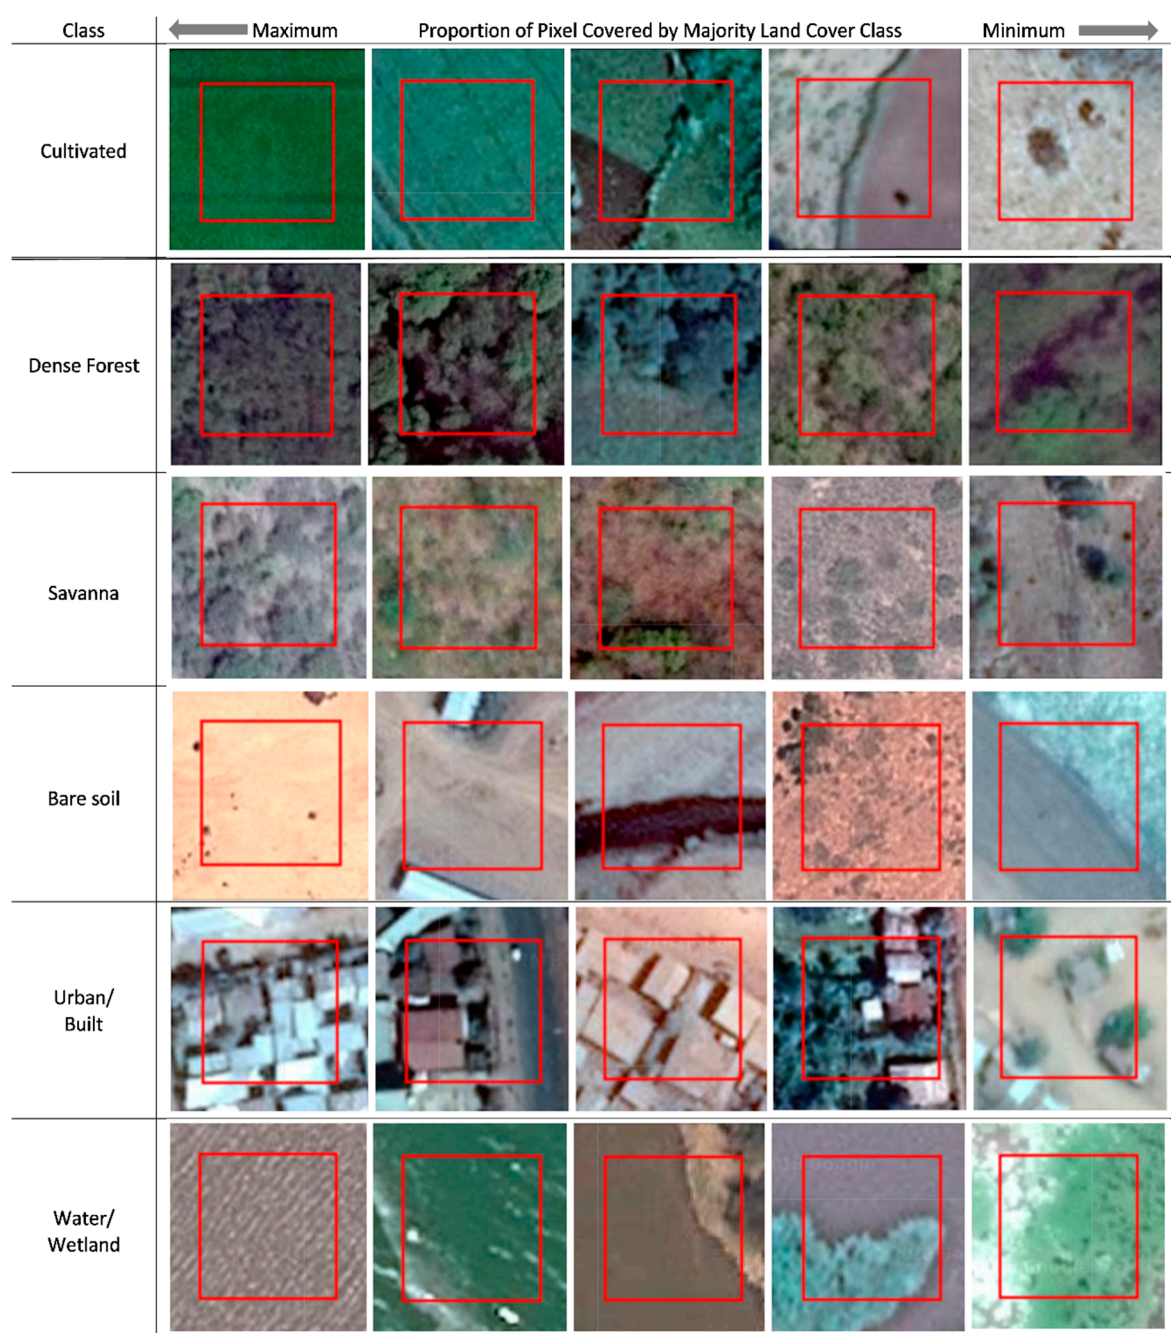 Class Maximum Proportion of Pixel Covered by Majority Land Cover Class Minimum
Cultivated
Dense Forest
Savanna
Bare soil
Urban/
Built
Water/
Wetland